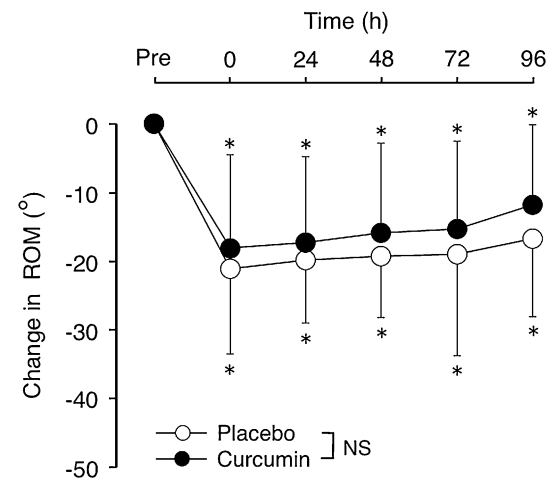 Time (h)
Pre 0 24 48 72 96
Change in ROM (°)
0
-10
-20
-30
-40
-50
* * * * *
* * * * *
Placebo
Curcumin
NS